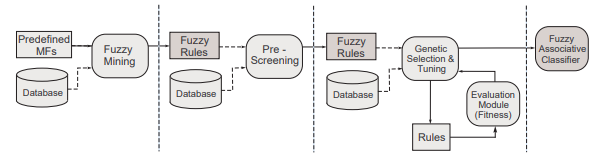 Predefined
MFs
Database
Fuzzy
Mining
Fuzzy
Rules
Database
Pre -
Screening
Fuzzy
Rules
Database
Genetic
Selection &
Tuning
Rules
Evaluation
Module
(Fitness)
Fuzzy
Associative
Classifier